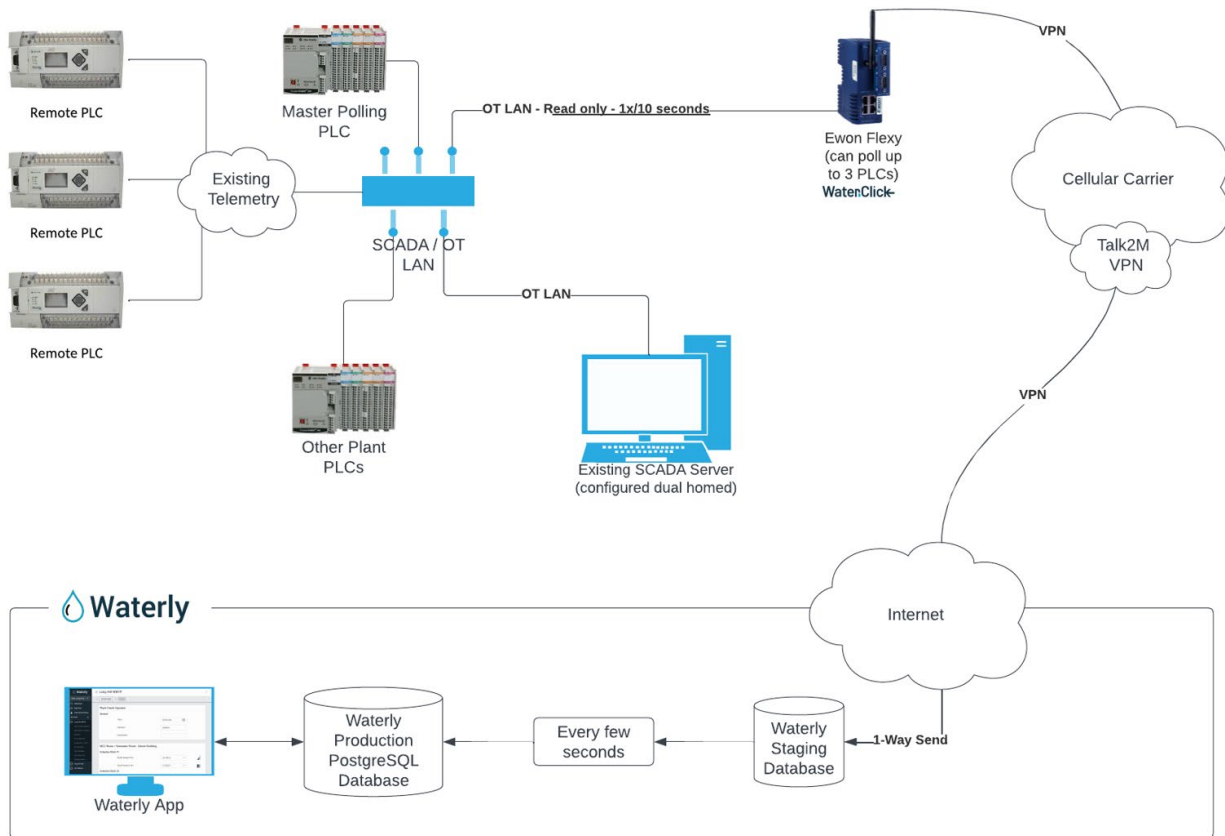 Remote PLC
Remote PLC
Remote PLC
Existing
Telemetry
Master Polling
PLC
SCADA / OT
LAN
OT LAN - Read only - 1x/10 seconds
OT LAN
Other Plant
PLCs
Existing SCADA Server
(configured dual homed)
Ewon Flexy
(can poll up
to 3 PLCs)
WaterClick
VPN
Cellular Carrier
Talk2M
VPN
VPN
Internet
Waterly
1-Way Send
Waterly
Staging
Database
Every few
seconds
Waterly
Production
PostgreSQL
Database
Waterly App